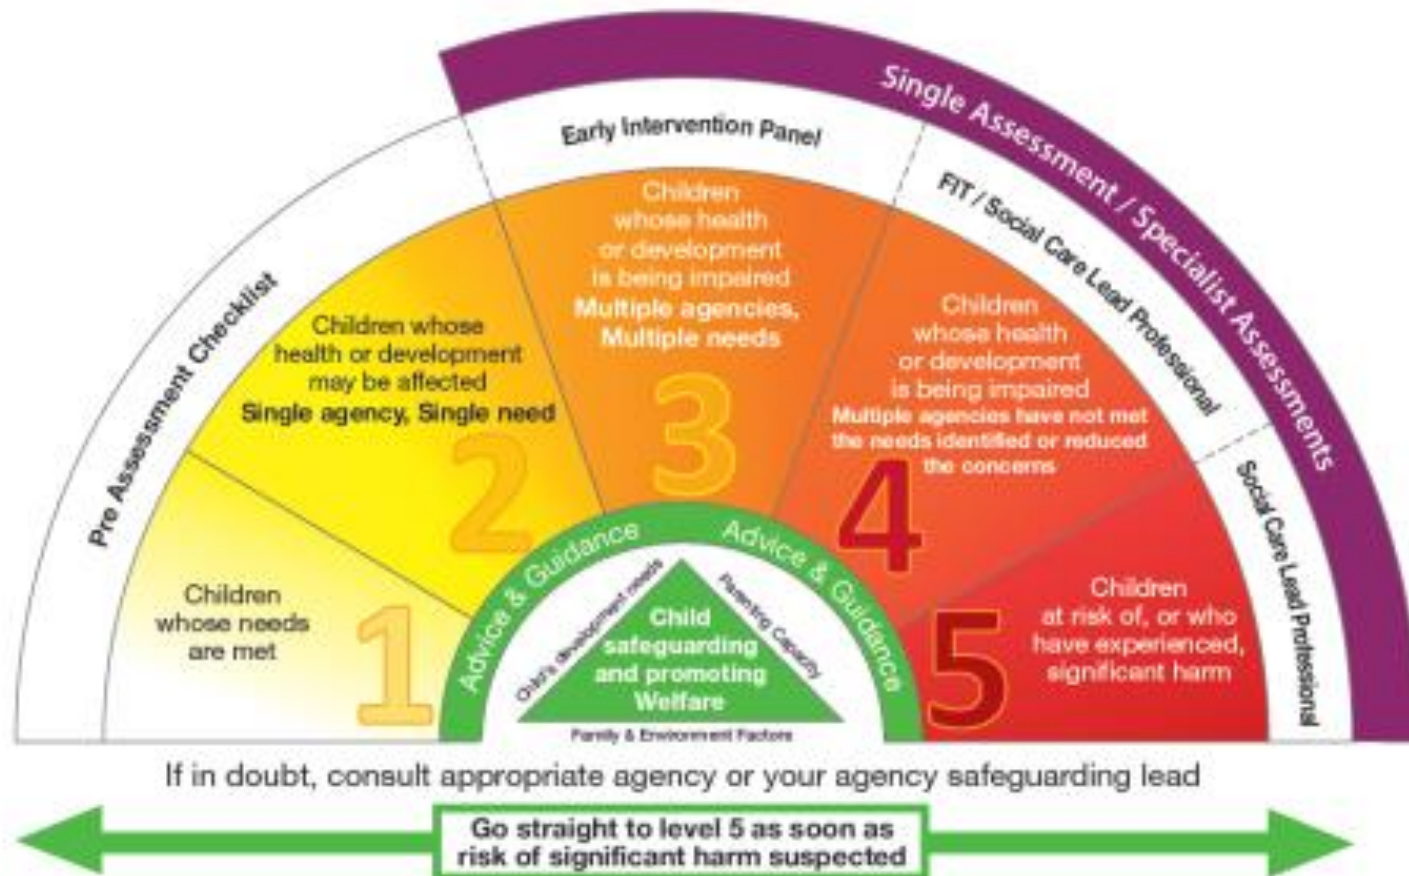 Single Assessment / Specialist Assessments
Pre Assessment Checklist
Early Intervention Panel
FIT / Social Care Lead Professional
Social Care Lead Professional
Children
whose needs
are met
1
Children whose
health or development
may be affected
Single agency, Single need
2
Children
whose health
or development
is being impaired
Multiple agencies,
Multiple needs
3
Children
whose health
or development
is being impaired
Multiple agencies have not met
the needs identified or reduced
the concerns
4
Children
at risk of, or who
have experienced,
significant harm
5
Advice & Guidance
Advice & Guidance
Child's development needs
Parenting Capacity
Child
safeguarding
and promoting
Welfare
Family & Environment Factors
If in doubt, consult appropriate agency or your agency safeguarding lead
Go straight to level 5 as soon as
risk of significant harm suspected